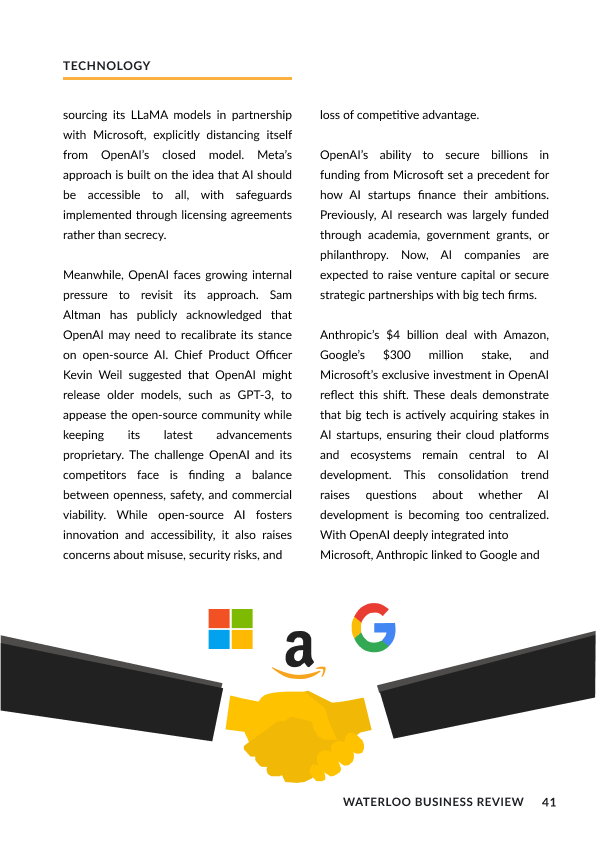 TECHNOLOGY
sourcing its LLaMA models in partnership
with Microsoft, explicitly distancing itself
from OpenAI's closed model. Meta's
approach is built on the idea that AI should
be accessible to all, with safeguards
implemented through licensing agreements
rather than secrecy.
Meanwhile, OpenAI faces growing internal
pressure to revisit its approach. Sam
Altman has publicly acknowledged that
OpenAI may need to recalibrate its stance
on open-source AI. Chief Product Officer
Kevin Weil suggested that OpenAI might
release older models, such as GPT-3, to
appease the open-source community while
keeping its latest advancements
proprietary. The challenge OpenAI and its
competitors face is finding a balance
between openness, safety, and commercial
viability. While open-source AI fosters
innovation and accessibility, it also raises
concerns about misuse, security risks, and
loss of competitive advantage.
OpenAI's ability to secure billions in
funding from Microsoft set a precedent for
how AI startups finance their ambitions.
Previously, AI research was largely funded
through academia, government grants, or
philanthropy. Now, AI companies are
expected to raise venture capital or secure
strategic partnerships with big tech firms.
Anthropic's $4 billion deal with Amazon,
Google's $300 million stake, and
Microsoft's exclusive investment in OpenAI
reflect this shift. These deals demonstrate
that big tech is actively acquiring stakes in
AI startups, ensuring their cloud platforms
and ecosystems remain central to AI
development. This consolidation trend
raises questions about whether AI
development is becoming too centralized.
With OpenAI deeply integrated into
Microsoft, Anthropic linked to Google and
a
G
WATERLOO BUSINESS REVIEW 41